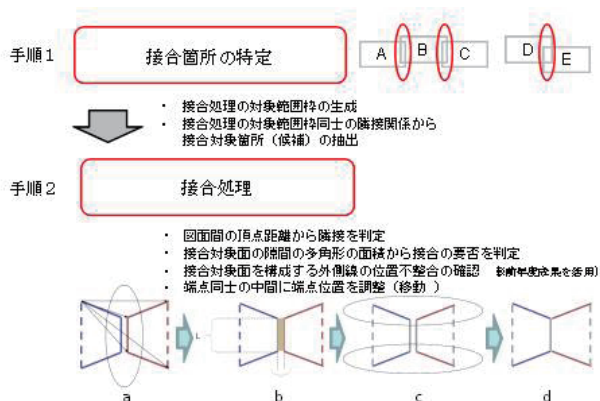 手順1
接合箇所の特定
A B C D E
・ 接合処理の対象範囲枠の生成
・ 接合処理の対象範囲枠同士の隣接関係から
接合対象箇所（候補）の抽出
手順2
接合処理
・ 図面間の頂点距離から隣接を判定
・ 接合対象面の隙間の多角形の面積から接合の要否を判定
・ 接合対象面を構成する外側線の位置不整合の確認
・ 端点同士の中間に端点位置を調整（移動）
L
a b c d